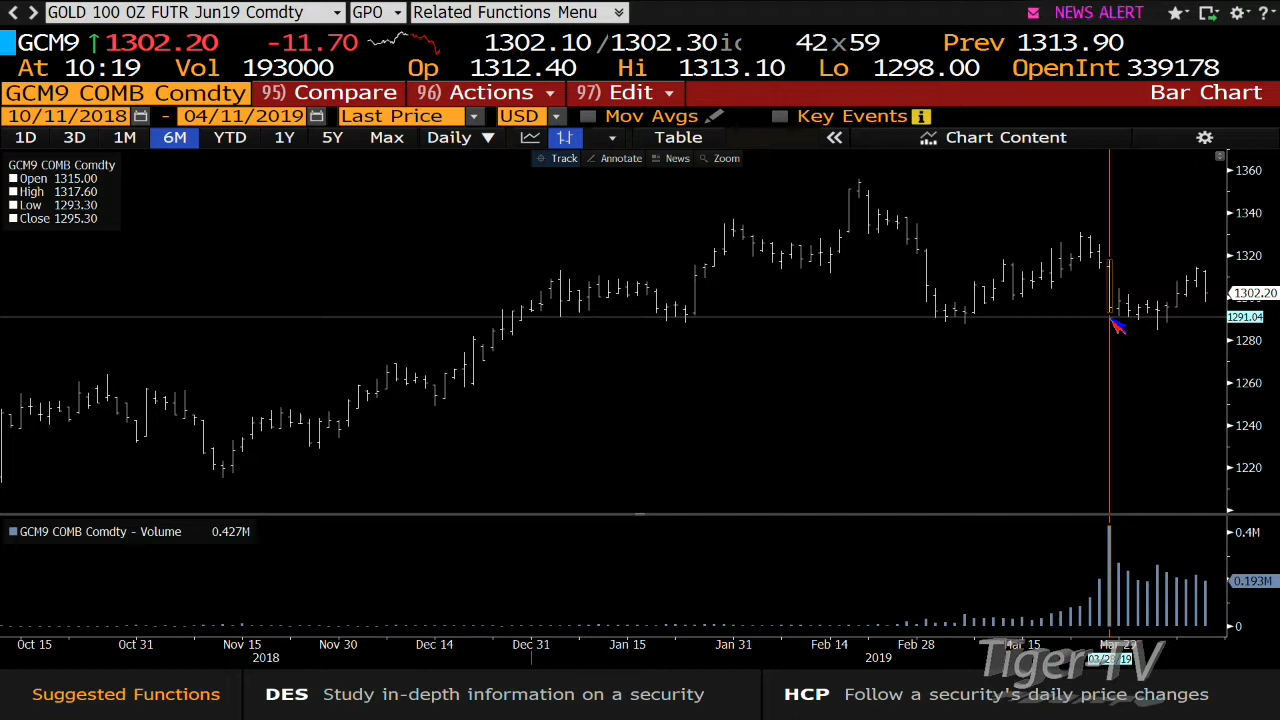 GOLD 100 OZ FUTR Jun19 Comdty GPO Related Functions Menu NEWS ALERT ?
GCM9 ↑1302.20 -11.70 1302.10/1302.30 42x59 Prev 1313.90
At 10:19 Vol 193000 Op 1312.40 Hi 1313.10 Lo 1298.00 OpenInt 339178
GCM9 COMB Comdty 95) Compare 96) Actions 97) Edit Bar Chart
10/11/2018 - 04/11/2019 Last Price USD Mov Avgs Key Events
1D 3D 1M 6M YTD 1Y 5Y Max Daily ▼ Table « Chart Content
Track Annotate News Zoom
GCM9 COMB Comdty
Open 1315.00
High 1317.60
Low 1293.30
Close 1295.30
1360
1340
1320
1302.20
1291.04
1280
1260
1240
1220
GCM9 COMB Comdty - Volume 0.427M
0.4M
0.193M
0
Oct 15 Oct 31 Nov 15 Nov 30 Dec 14 Dec 31 Jan 15 Jan 31 Feb 14 Feb 28 Mar 15 Mar 29
2018 2019 03/28/19
Tiger-TV
Suggested Functions DES Study in-depth information on a security HCP Follow a security's daily price changes